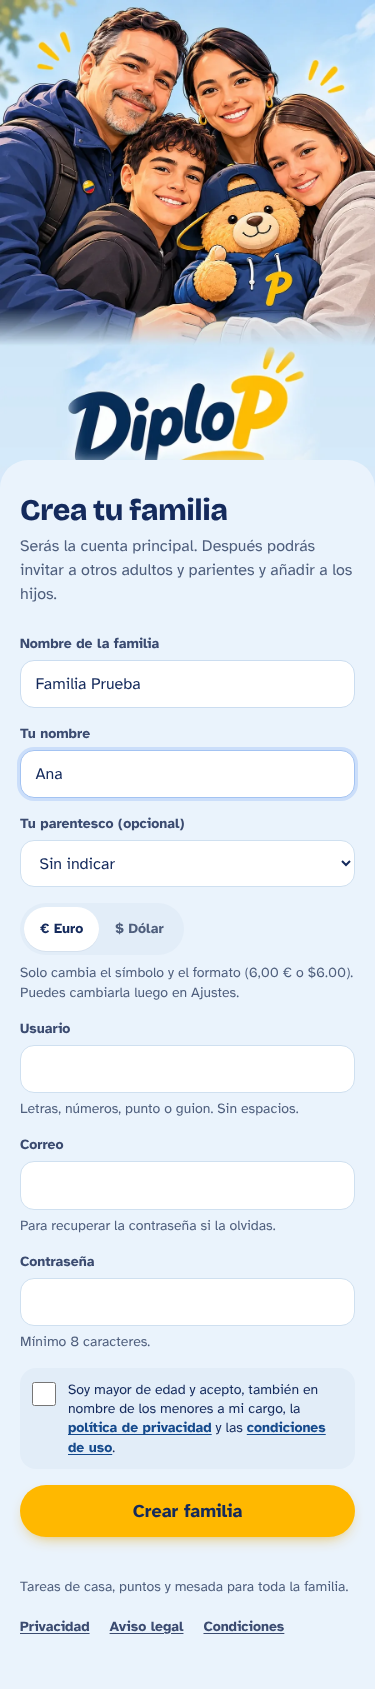 P
DiploP
Crea tu familia
Serás la cuenta principal. Después podrás
invitar a otros adultos y parientes y añadir a los
hijos.
Nombre de la familia
Familia Prueba
Tu nombre
Ana
Tu parentesco (opcional)
Sin indicar
€ Euro $ Dólar
Solo cambia el símbolo y el formato (6,00 € o $6.00).
Puedes cambiarla luego en Ajustes.
Usuario
Letras, números, punto o guion. Sin espacios.
Correo
Para recuperar la contraseña si la olvidas.
Contraseña
Mínimo 8 caracteres.
Soy mayor de edad y acepto, también en
nombre de los menores a mi cargo, la
política de privacidad y las condiciones
de uso.
Crear familia
Tareas de casa, puntos y mesada para toda la familia.
Privacidad Aviso legal Condiciones